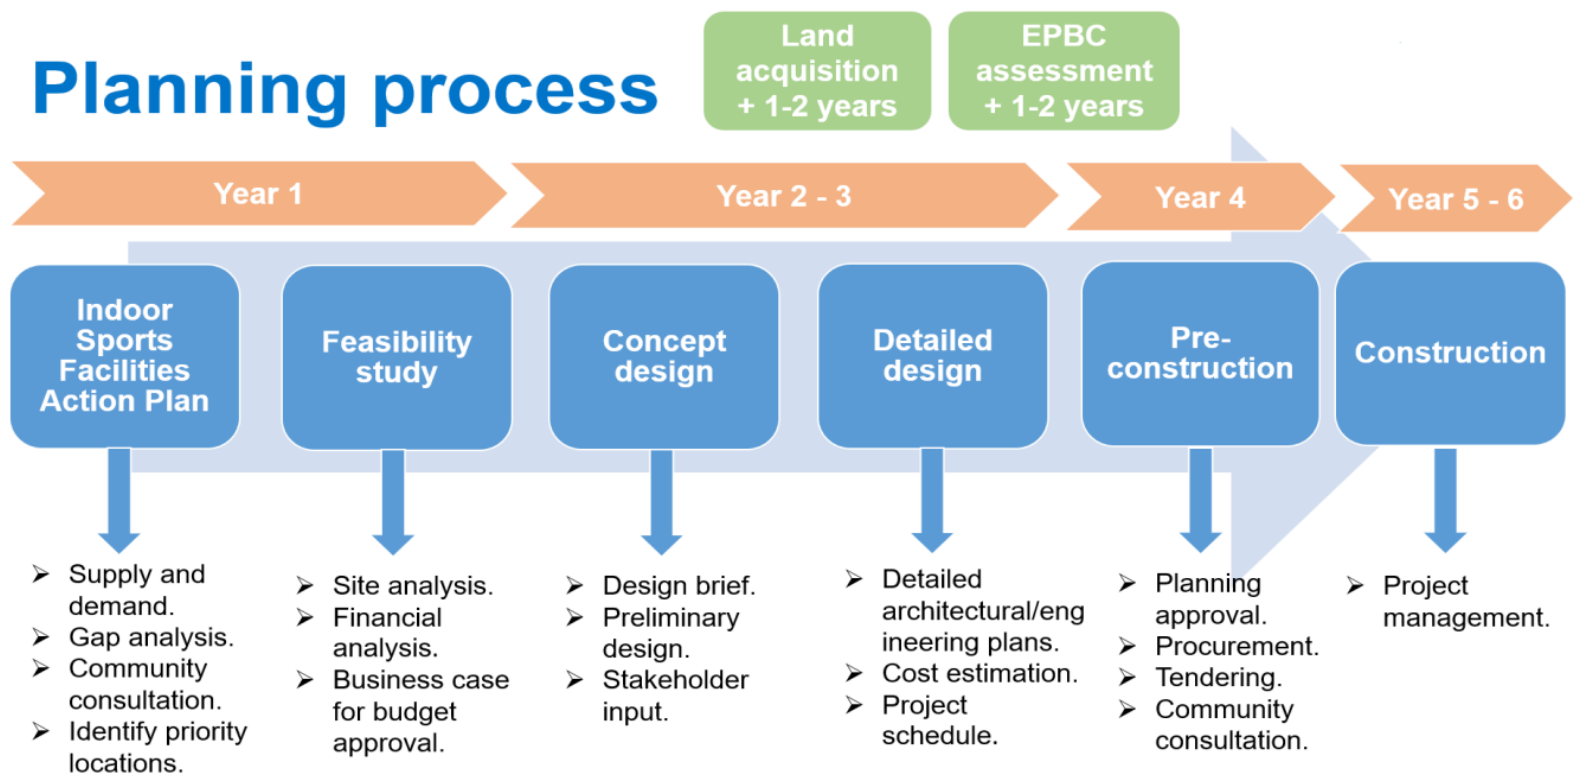 Planning process
Land
acquisition
+ 1-2 years
EPBC
assessment
+ 1-2 years
Year 1
Year 2 - 3
Year 4
Year 5 - 6
Indoor
Sports
Facilities
Action Plan
Feasibility
study
Concept
design
Detailed
design
Pre-
construction
Construction
➢ Supply and
demand.
➢ Gap analysis.
➢ Community
consultation.
➢ Identify priority
locations.
➢ Site analysis.
➢ Financial
analysis.
➢ Business case
for budget
approval.
➢ Design brief.
➢ Preliminary
design.
➢ Stakeholder
input.
➢ Detailed
architectural/eng
ineering plans.
➢ Cost estimation.
➢ Project
schedule.
➢ Planning
approval.
➢ Procurement.
➢ Tendering.
➢ Community
consultation.
➢ Project
management.